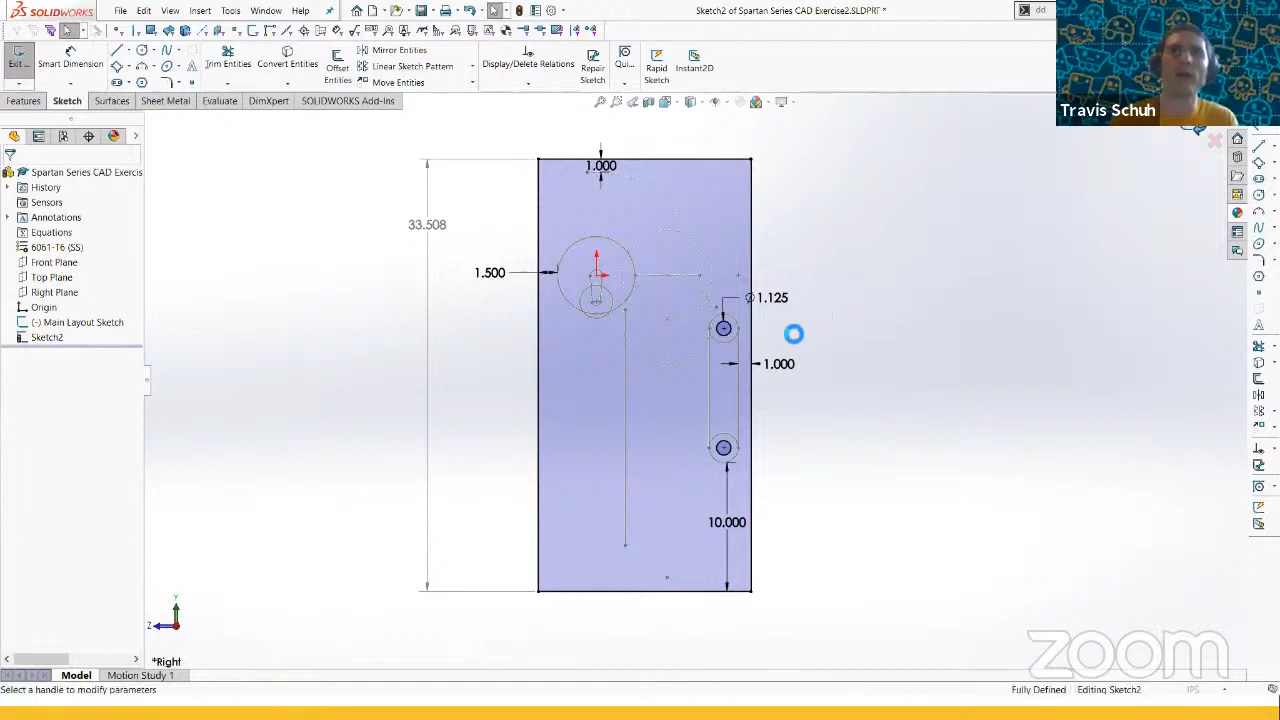 SOLIDWORKS
File Edit View Insert Tools Window Help
Sketch2 of Spartan Series CAD Exercise2.SLDPRT *
dd
Exit ...
Smart Dimension
Trim Entities
Convert Entities
Offset Entities
Mirror Entities
Linear Sketch Pattern
Move Entities
Display/Delete Relations
Repair Sketch
Qui...
Rapid Sketch
Instant2D
Features Sketch Surfaces Sheet Metal Evaluate DimXpert SOLIDWORKS Add-Ins
Travis Schuh
Spartan Series CAD Exercis
History
Sensors
Annotations
Equations
6061-T6 (SS)
Front Plane
Top Plane
Right Plane
Origin
(-) Main Layout Sketch
Sketch2
1.000
33.508
1.500
Ø1.125
1.000
10.000
Y
Z
*Right
zoom
Model Motion Study 1
Select a handle to modify parameters
Fully Defined Editing Sketch2 IPS